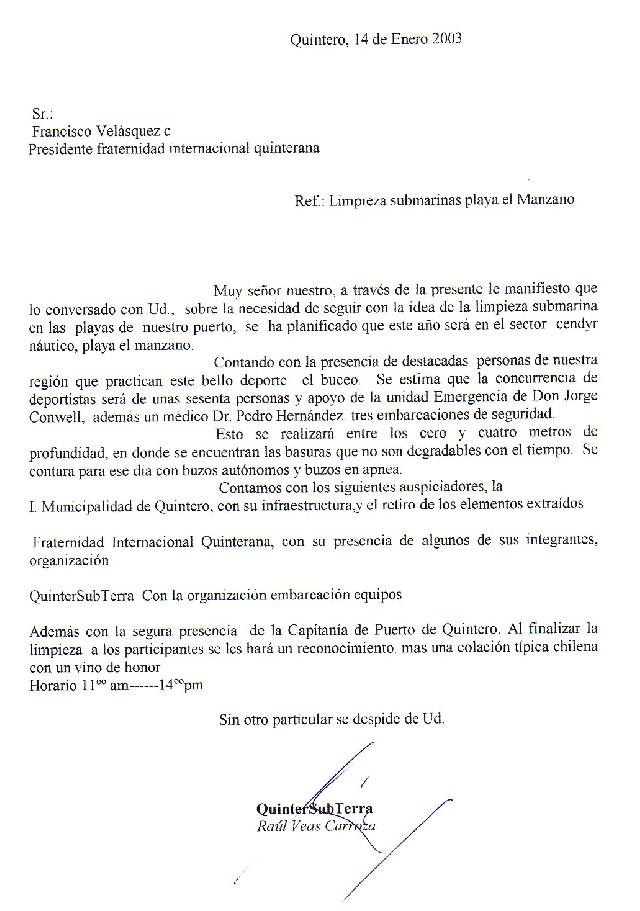 Quintero, 14 de Enero 2003
Sr.:
Francisco Velásquez c
Presidente fraternidad internacional quinterana
Ref.: Limpieza submarinas playa el Manzano
Muy señor nuestro, a través de la presente le manifiesto que
lo conversado con Ud., sobre la necesidad de seguir con la idea de la limpieza submarina
en las playas de nuestro puerto, se ha planificado que este año será en el sector cendyr
náutico, playa el manzano.
Contando con la presencia de destacadas personas de nuestra
región que practican este bello deporte el buceo. Se estima que la concurrencia de
deportistas será de unas sesenta personas y apoyo de la unidad Emergencia de Don Jorge
Conwell, además un médico Dr. Pedro Hernández. tres embarcaciones de seguridad.
Esto se realizará entre los cero y cuatro metros de
profundidad, en donde se encuentran las basuras que no son degradables con el tiempo. Se
contara para ese día con buzos autónomos y buzos en apnea.
Contamos con los siguientes auspiciadores, la
I. Municipalidad de Quintero, con su infraestructura,y el retiro de los elementos extraídos
Fraternidad Internacional Quinterana, con su presencia de algunos de sus integrantes,
organización
QuinterSubTerra Con la organización embarcación equipos
Además con la segura presencia de la Capitanía de Puerto de Quintero. Al finalizar la
limpieza a los participantes se les hará un reconocimiento. mas una colación típica chilena
con un vino de honor
Horario 11ºº am------14ººpm
Sin otro particular se despide de Ud.
QuinterSubTerra
Raúl Veas Carroza